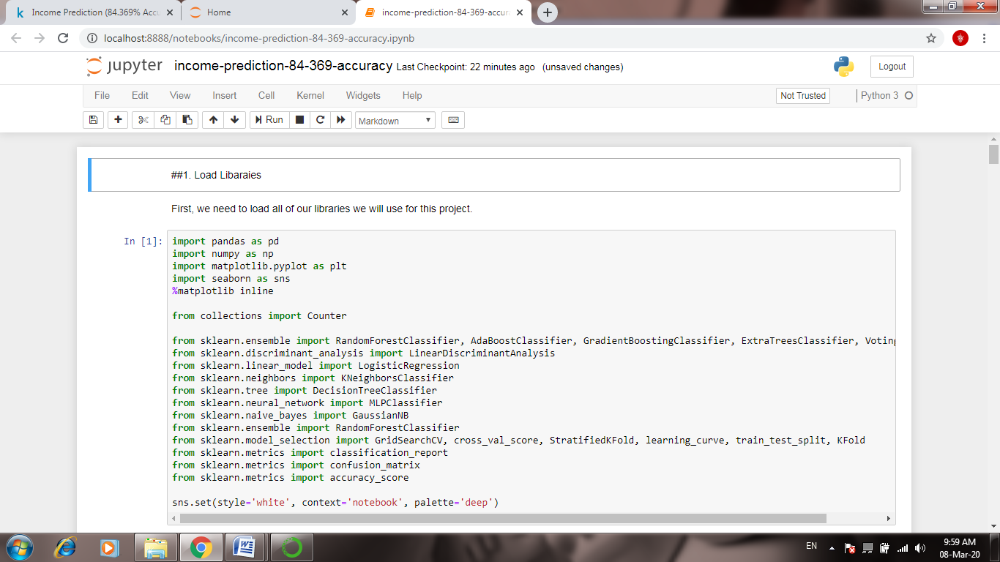 k Income Prediction (84.369% Accu
Home
income-prediction-84-369-accura
localhost:8888/notebooks/income-prediction-84-369-accuracy.ipynb
jupyter income-prediction-84-369-accuracy Last Checkpoint: 22 minutes ago (unsaved changes)
Logout
File Edit View Insert Cell Kernel Widgets Help
Not Trusted Python 3
Run Markdown
##1. Load Libaraies
First, we need to load all of our libraries we will use for this project.
In [1]: import pandas as pd
import numpy as np
import matplotlib.pyplot as plt
import seaborn as sns
%matplotlib inline
from collections import Counter
from sklearn.ensemble import RandomForestClassifier, AdaBoostClassifier, GradientBoostingClassifier, ExtraTreesClassifier, Voting
from sklearn.discriminant_analysis import LinearDiscriminantAnalysis
from sklearn.linear_model import LogisticRegression
from sklearn.neighbors import KNeighborsClassifier
from sklearn.tree import DecisionTreeClassifier
from sklearn.neural_network import MLPClassifier
from sklearn.naive_bayes import GaussianNB
from sklearn.ensemble import RandomForestClassifier
from sklearn.model_selection import GridSearchCV, cross_val_score, StratifiedKFold, learning_curve, train_test_split, KFold
from sklearn.metrics import classification_report
from sklearn.metrics import confusion_matrix
from sklearn.metrics import accuracy_score
sns.set(style='white', context='notebook', palette='deep')
EN
9:59 AM
08-Mar-20